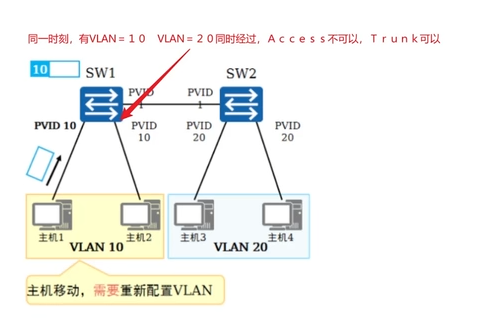 同一时刻，有VLAN＝１０　VLAN＝２０同时经过，Ａｃｃｅｓｓ不可以，Ｔｒｕｎｋ可以
10
SW1
SW2
PVID
1
PVID
1
PVID 10
PVID
10
PVID
20
PVID
20
主机1
主机2
主机3
主机4
VLAN 10
VLAN 20
主机移动，需要重新配置VLAN